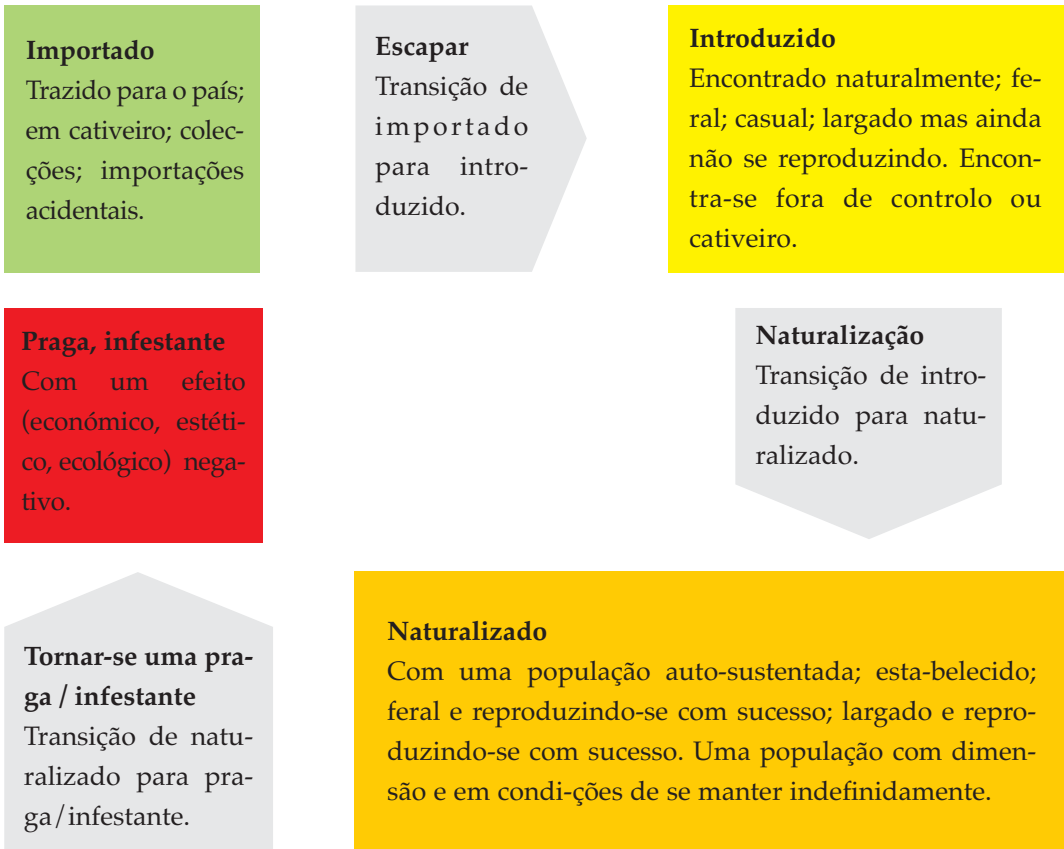 Importado
Trazido para o país;
em cativeiro; colec-
ções; importações
acidentais.
Escapar
Transição de
importado
para intro-
duzido.
Introduzido
Encontrado naturalmente; fe-
ral; casual; largado mas ainda
não se reproduzindo. Encon-
tra-se fora de controlo ou
cativeiro.
Naturalização
Transição de intro-
duzido para natu-
ralizado.
Naturalizado
Com uma população auto-sustentada; esta-belecido;
feral e reproduzindo-se com sucesso; largado e repro-
duzindo-se com sucesso. Uma população com dimen-
são e em condi-ções de se manter indefinidamente.
Tornar-se uma pra-
ga / infestante
Transição de natu-
ralizado para pra-
ga/infestante.
Praga, infestante
Com um efeito
(económico, estéti-
co, ecológico) nega-
tivo.